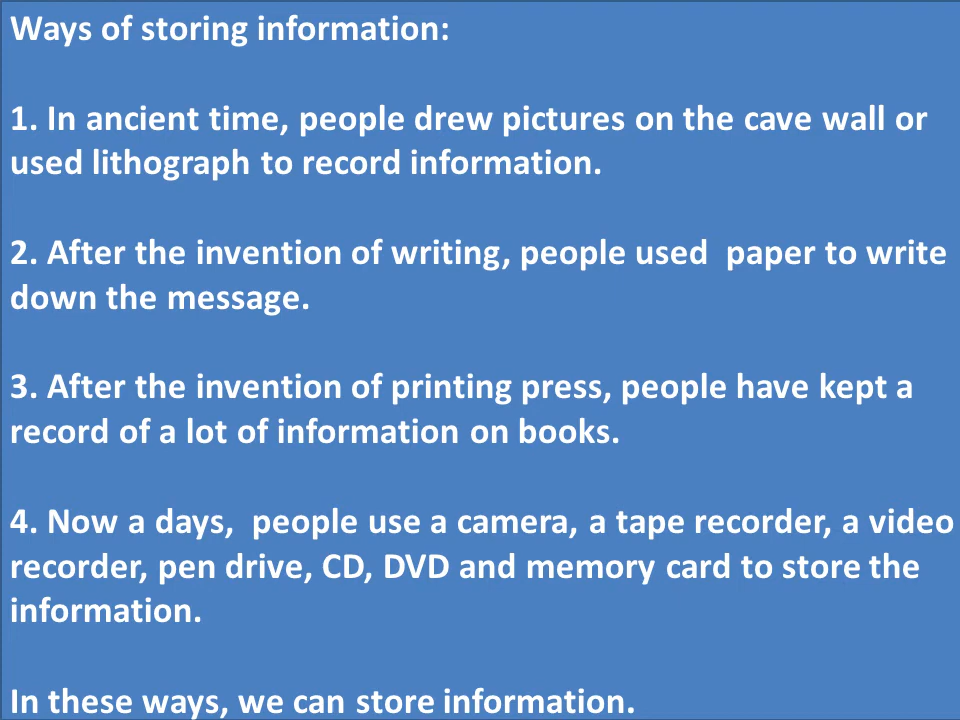 Ways of storing information:
1. In ancient time, people drew pictures on the cave wall or
used lithograph to record information.
2. After the invention of writing, people used  paper to write
down the message.
3. After the invention of printing press, people have kept a
record of a lot of information on books.
4. Now a days,  people use a camera, a tape recorder, a video
recorder, pen drive, CD, DVD and memory card to store the
information.
In these ways, we can store information.